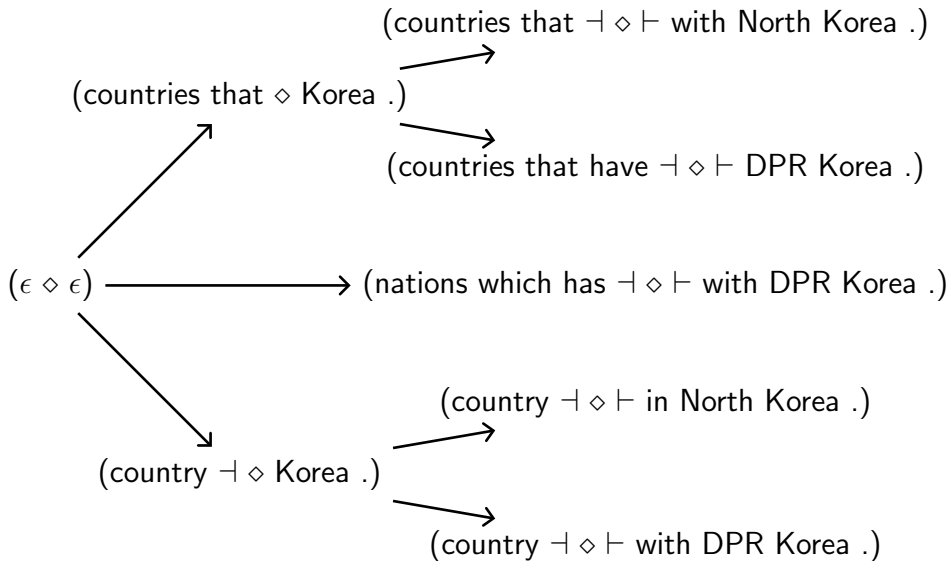 (countries that ⊣ ⋄ ⊢ with North Korea .)
(countries that ⋄ Korea .)
(countries that have ⊣ ⋄ ⊢ DPR Korea .)
(ϵ ⋄ ϵ)
(nations which has ⊣ ⋄ ⊢ with DPR Korea .)
(country ⊣ ⋄ ⊢ in North Korea .)
(country ⊣ ⋄ Korea .)
(country ⊣ ⋄ ⊢ with DPR Korea .)